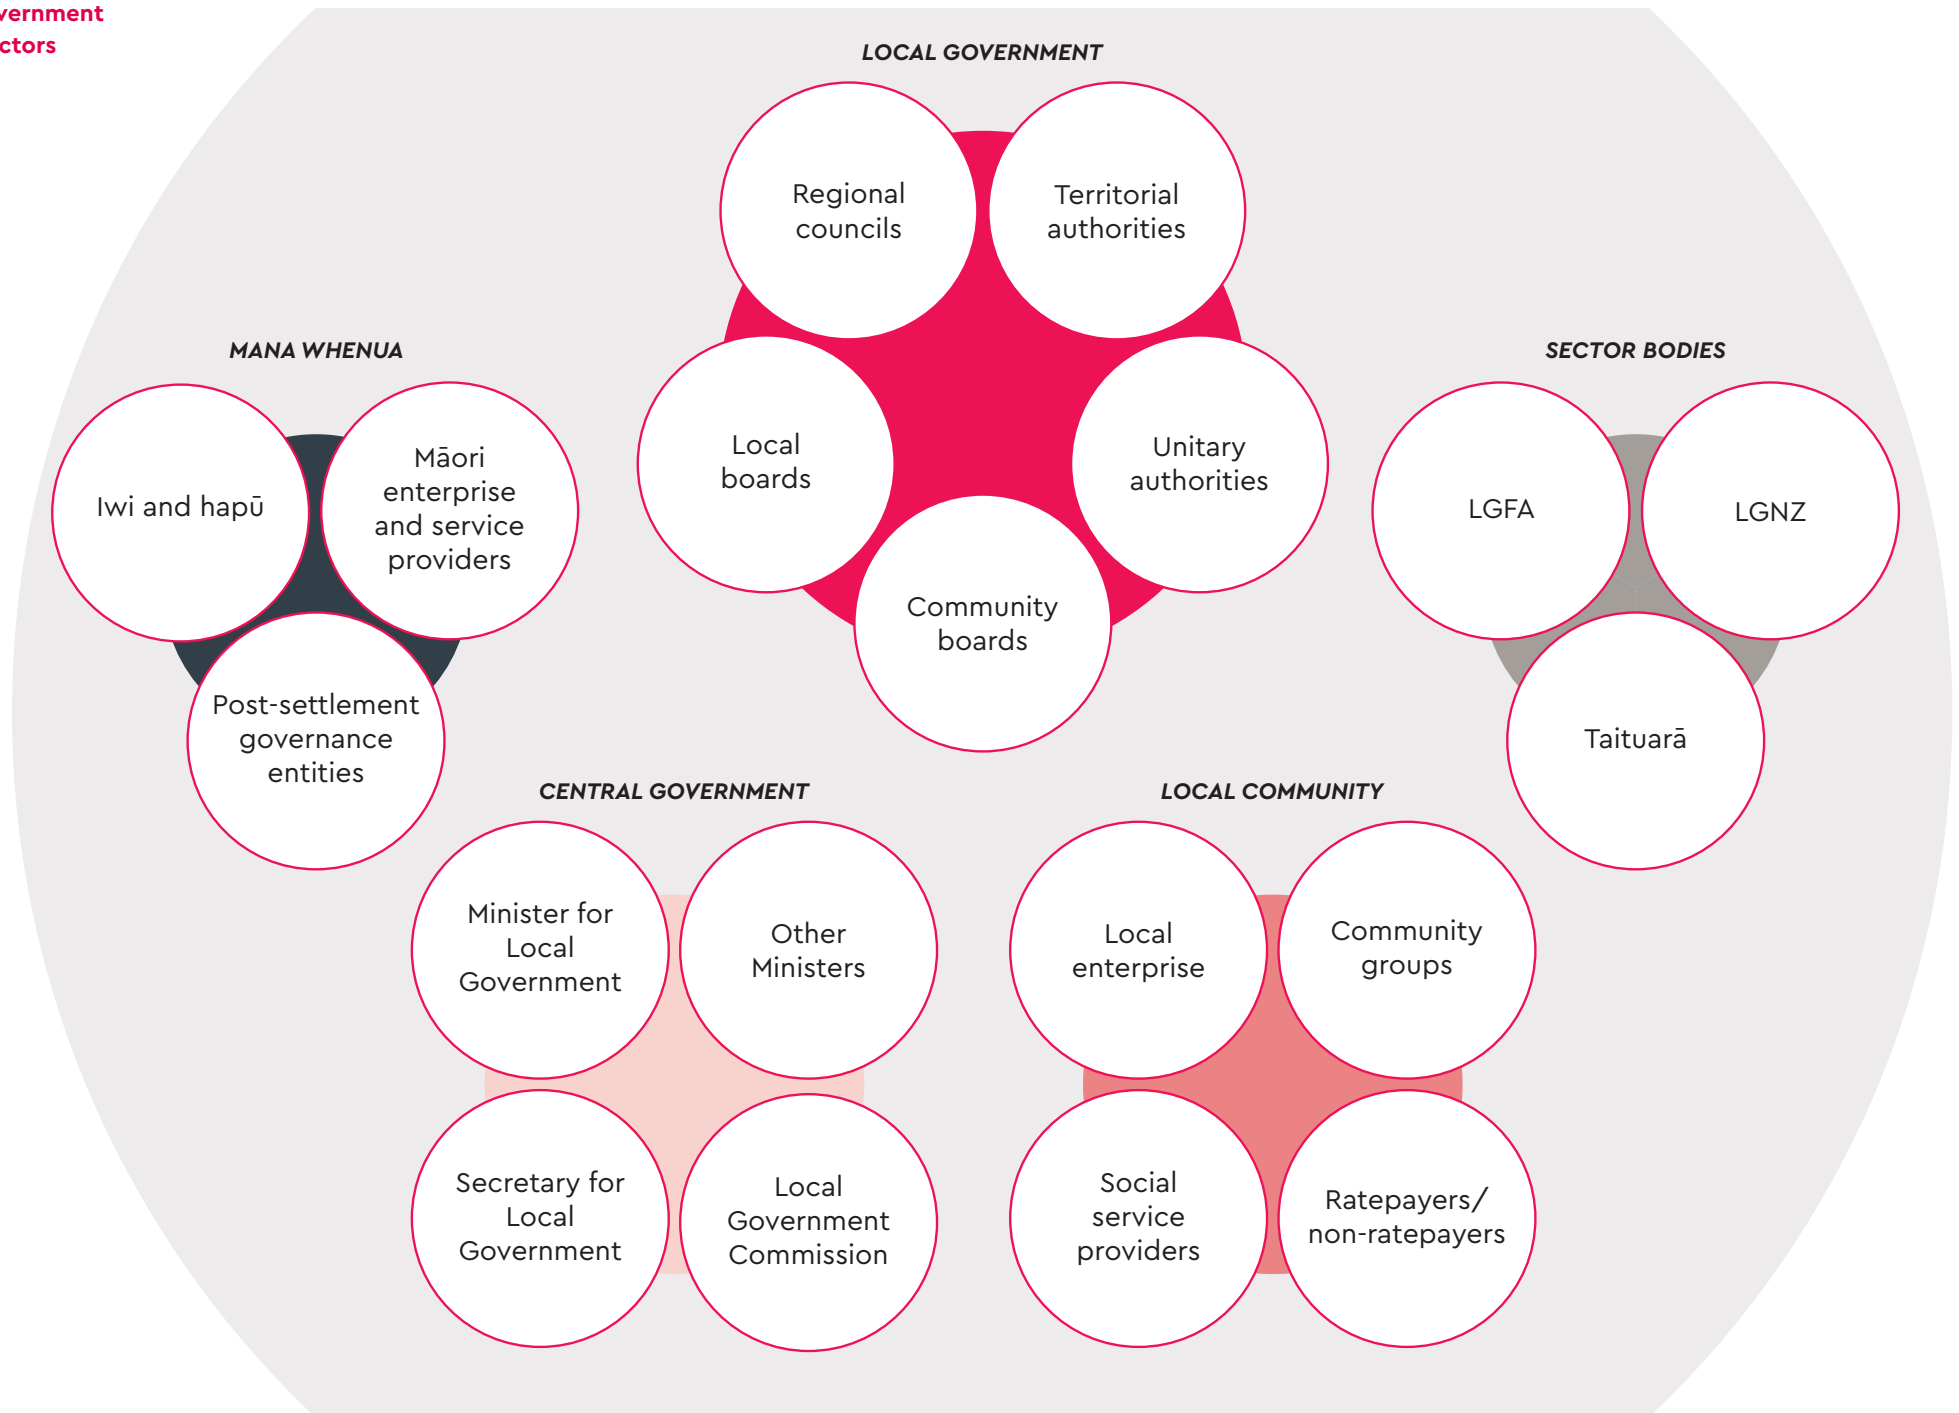 vernment
ctors
LOCAL GOVERNMENT
Regional
councils
Territorial
authorities
Local
boards
Unitary
authorities
Community
boards
MANA WHENUA
Iwi and hapū
Māori
enterprise
and service
providers
Post-settlement
governance
entities
SECTOR BODIES
LGFA
LGNZ
Taituarā
CENTRAL GOVERNMENT
Minister for
Local
Government
Other
Ministers
Secretary for
Local
Government
Local
Government
Commission
LOCAL COMMUNITY
Local
enterprise
Community
groups
Social
service
providers
Ratepayers/
non-ratepayers